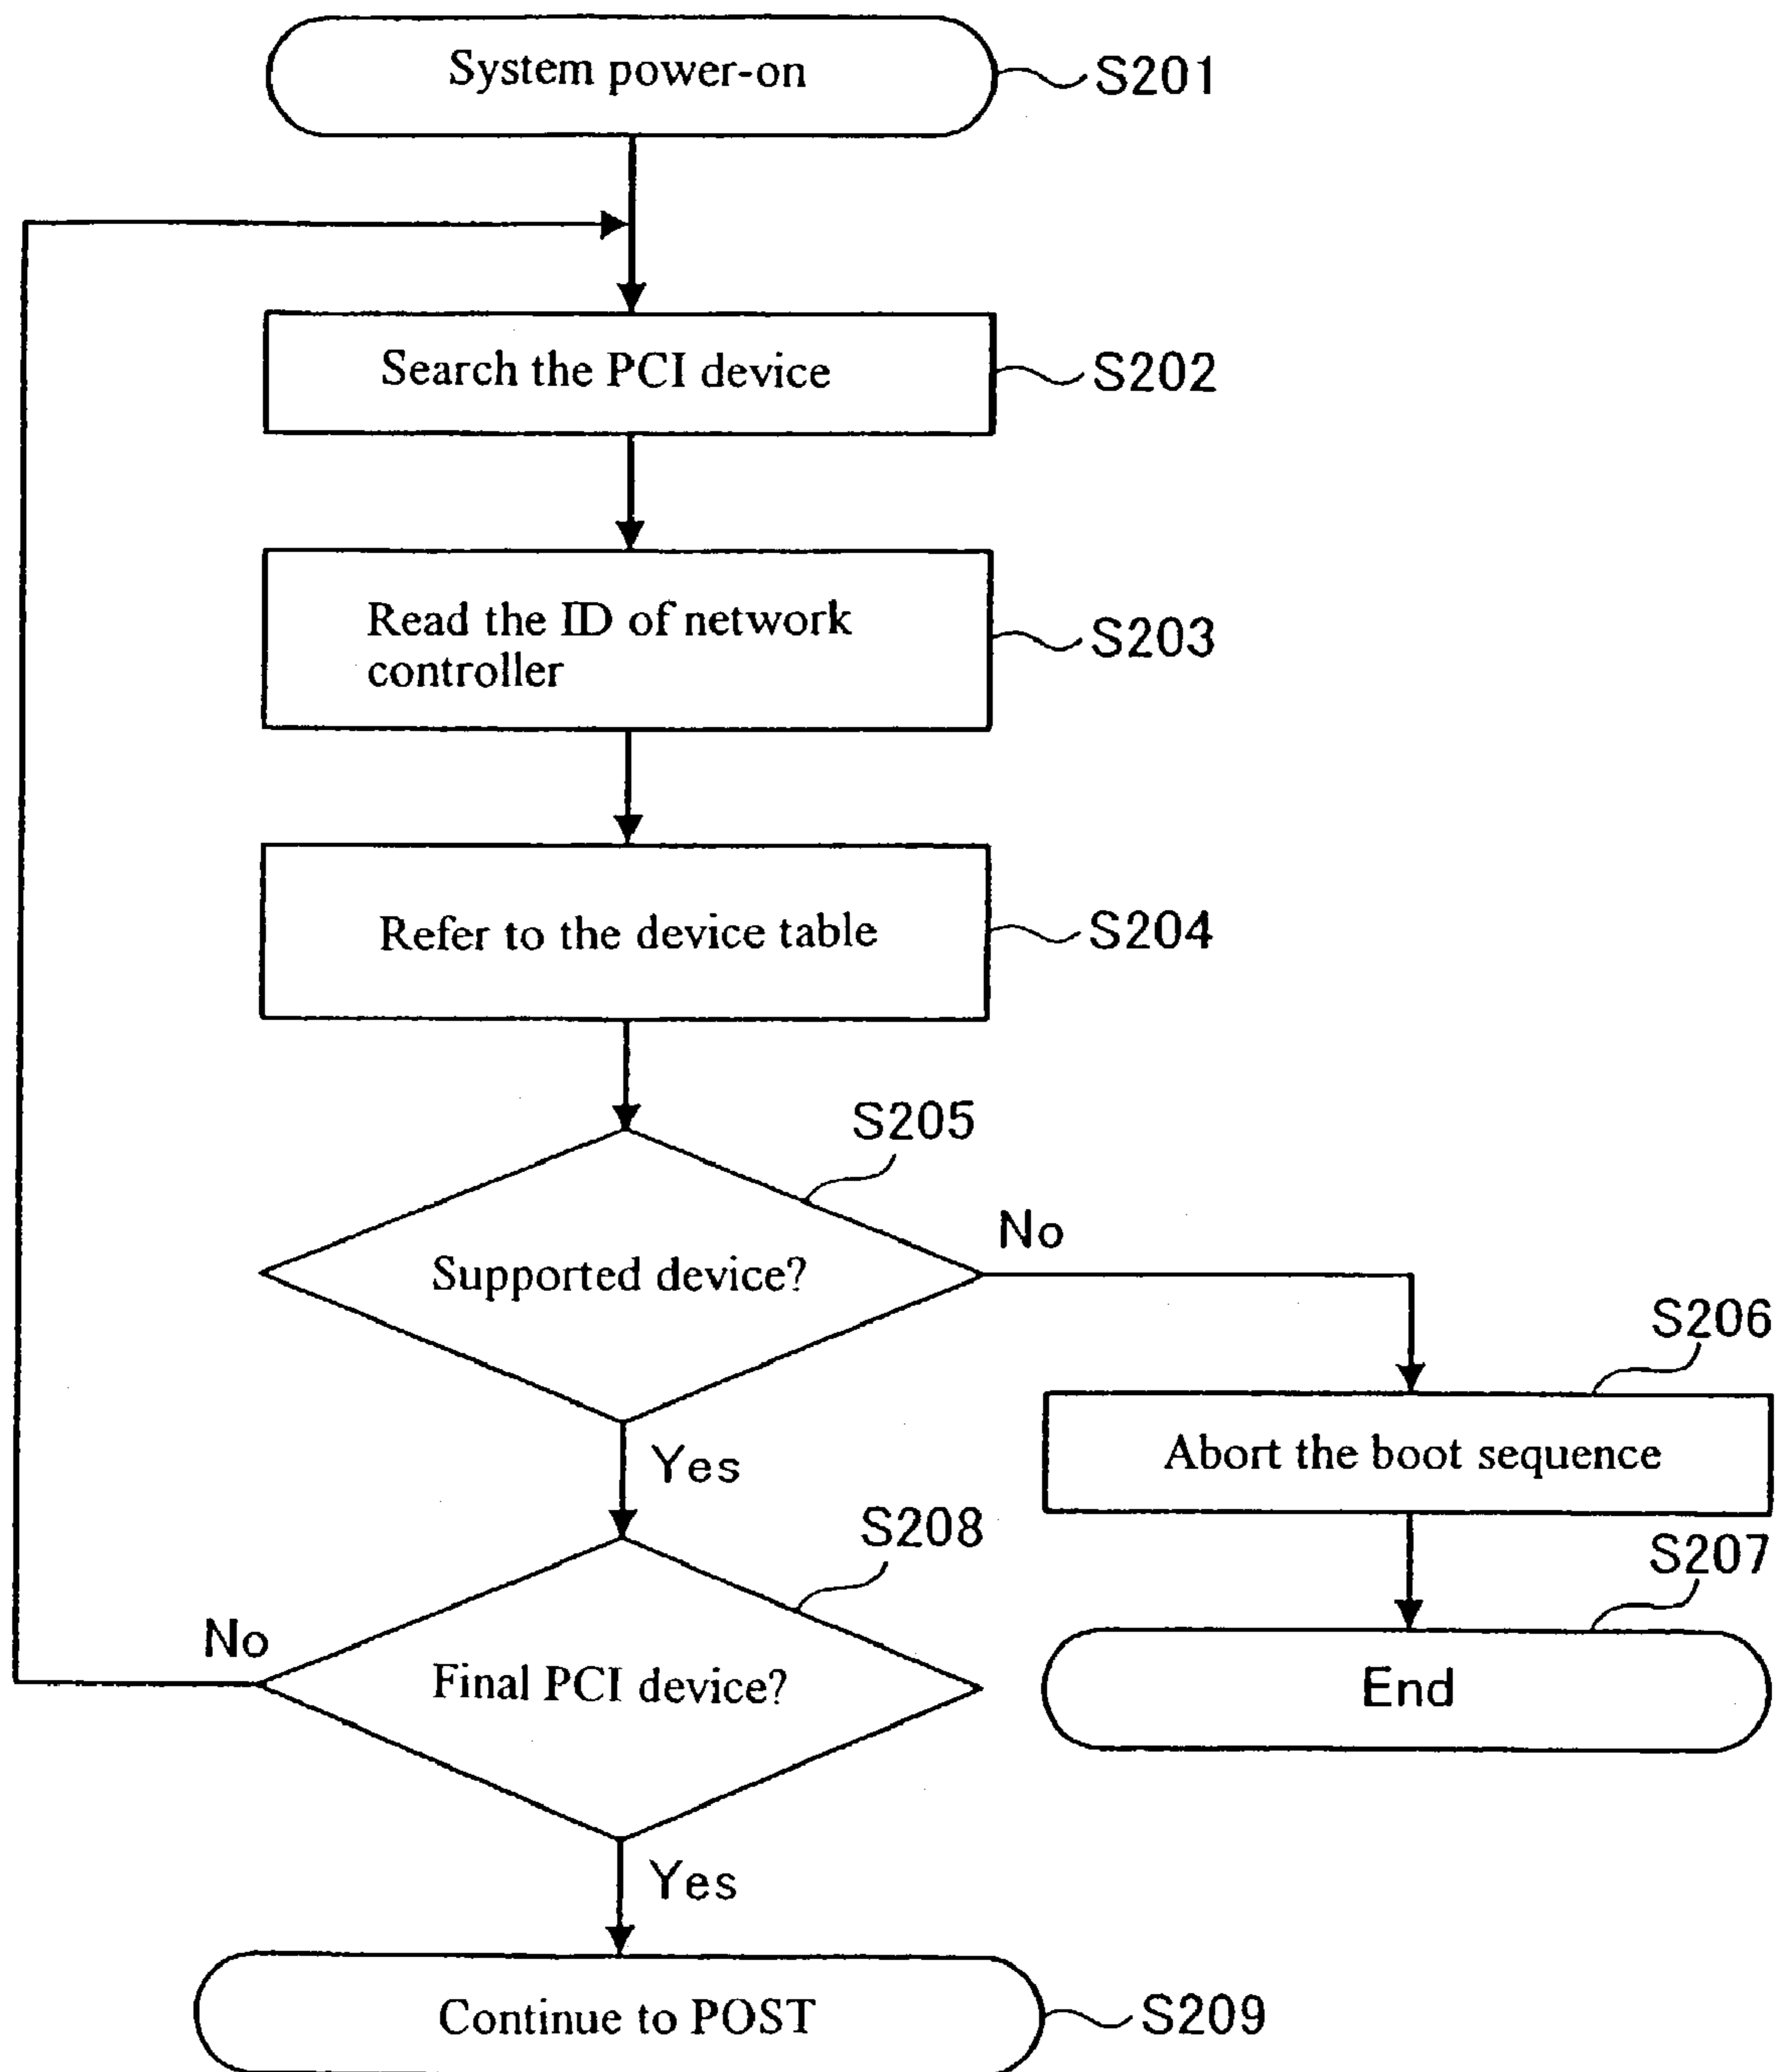 System power-on
S201
Search the PCI device
S202
Read the ID of network
controller
S203
Refer to the device table
S204
S205
Supported device?
No
Yes
S206
Abort the boot sequence
S207
End
S208
Final PCI device?
No
Yes
Continue to POST
S209